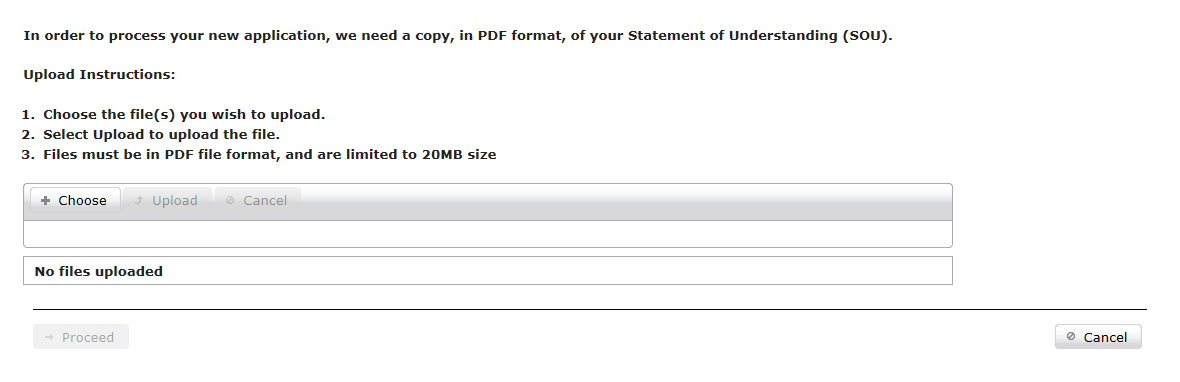 In order to process your new application, we need a copy, in PDF format, of your Statement of Understanding (SOU).
Upload Instructions:
1. Choose the file(s) you wish to upload.
2. Select Upload to upload the file.
3. Files must be in PDF file format, and are limited to 20MB size
Choose Upload Cancel
No files uploaded
Proceed Cancel